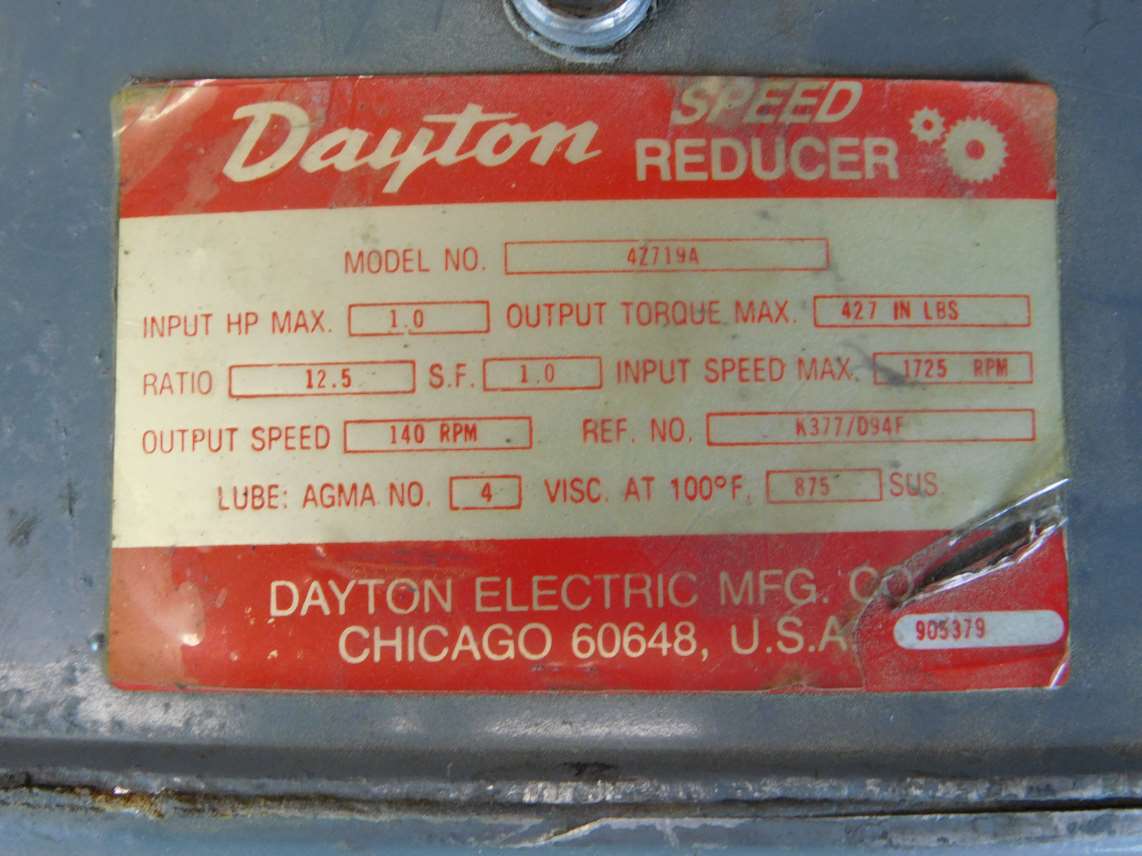 Dayton SPEED REDUCER
MODEL NO. 4Z719A
INPUT HP MAX. 1.0 OUTPUT TORQUE MAX. 427 IN LBS
RATIO 12.5 S.F. 1.0 INPUT SPEED MAX. 1725 RPM
OUTPUT SPEED 140 RPM REF. NO. K377/D94F
LUBE: AGMA NO. 4 VISC. AT 100°F. 875 SUS
DAYTON ELECTRIC MFG. CO.
CHICAGO 60648, U.S.A.
905379